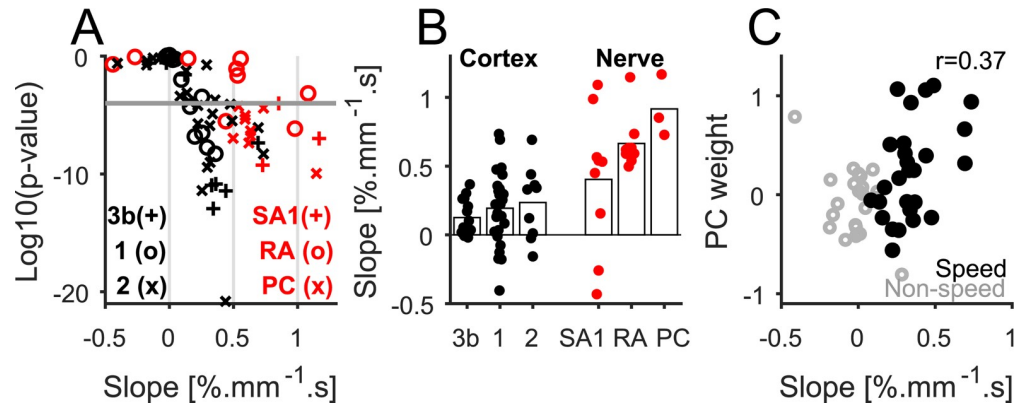 A
Log10(p-value)
0
-10
-20
3b(+)
1 (o)
2 (x)
SA1(+)
RA (o)
PC (x)
-0.5 0 0.5 1
Slope [%.mm⁻¹.s]
B
Cortex Nerve
Slope [%.mm⁻¹.s]
1
0.5
0
-0.5
3b 1 2 SA1 RA PC
C
r=0.37
PC weight
1
0
-1
Speed
Non-speed
-0.5 0 0.5 1
Slope [%.mm⁻¹.s]